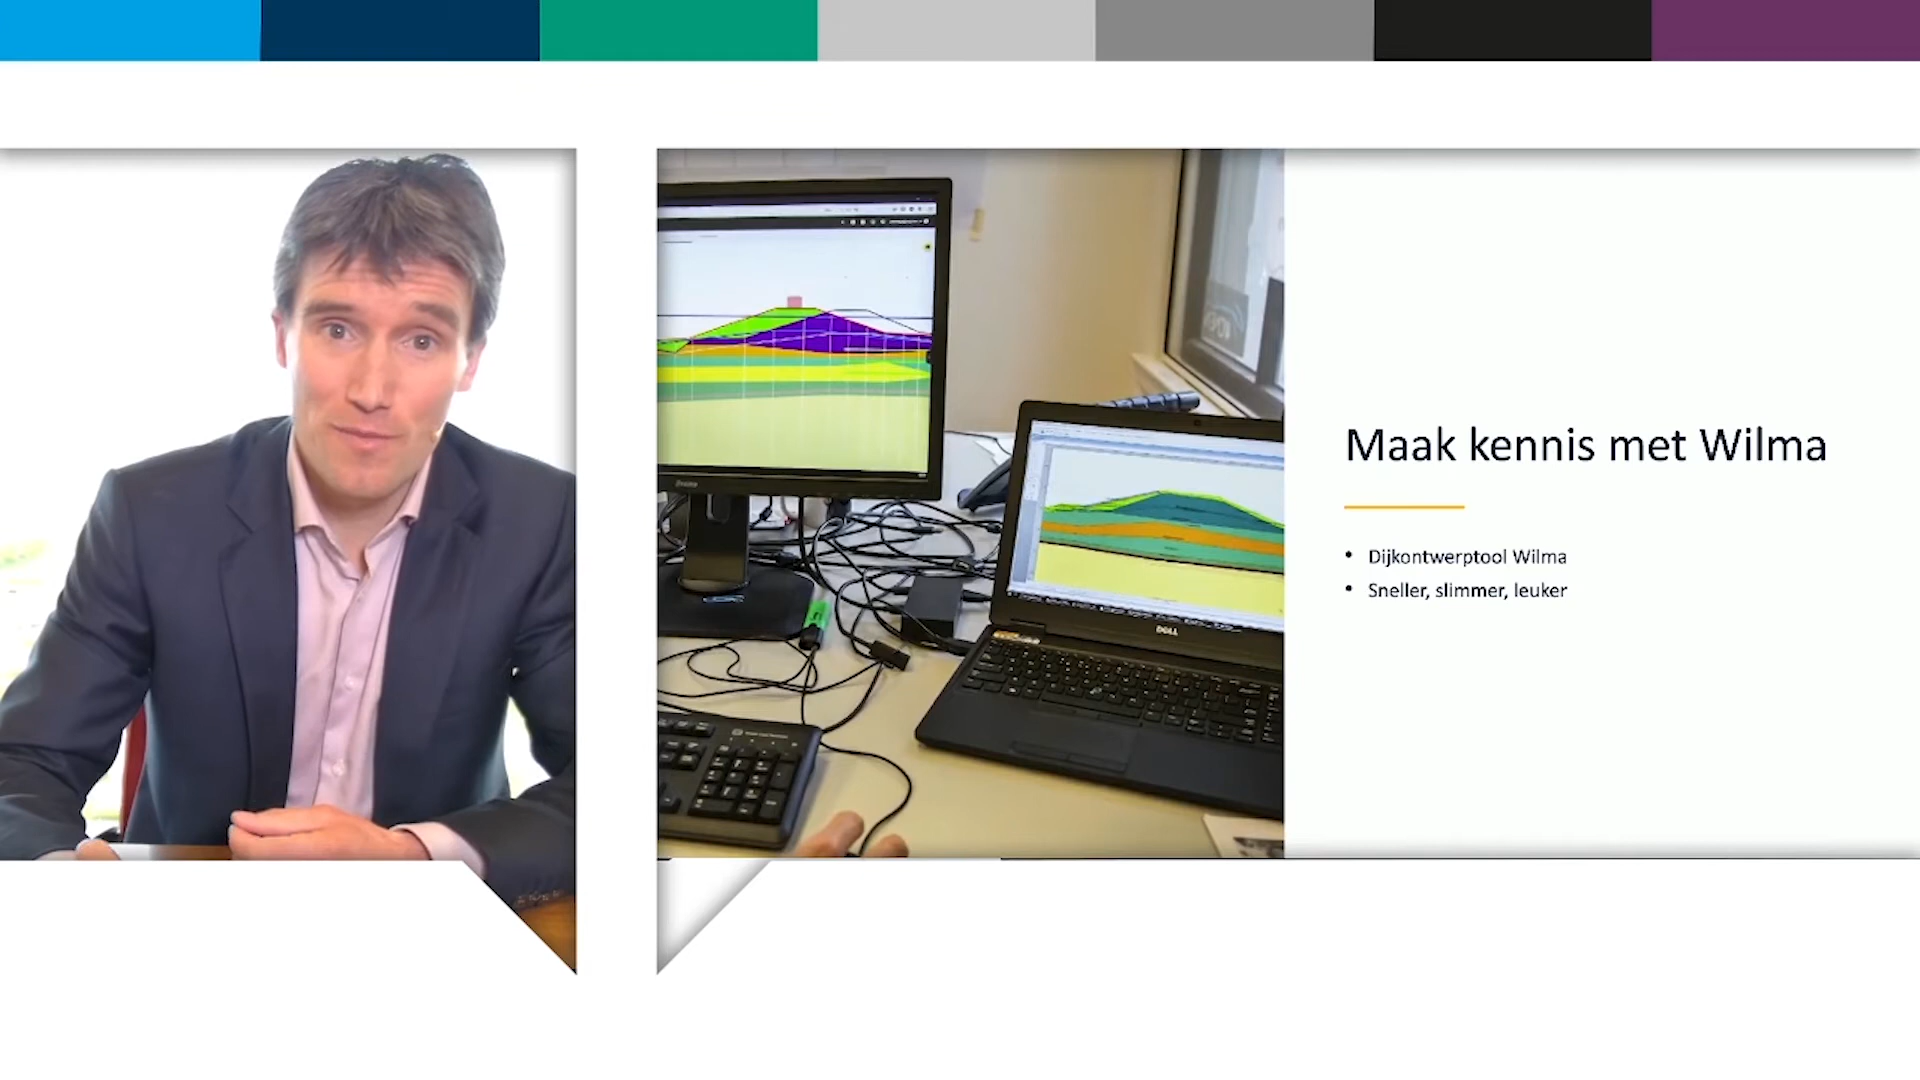 Maak kennis met Wilma
• Dijkontwerptool Wilma
• Sneller, slimmer, leuker
DELL